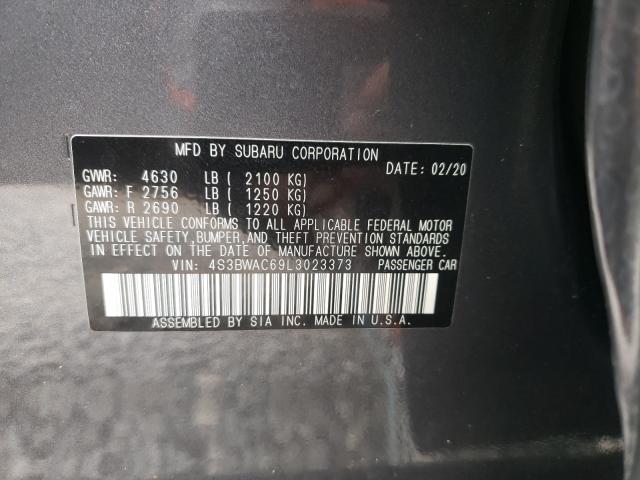 MFD BY SUBARU CORPORATION
DATE: 02/20
GVWR: 4630 LB ( 2100 KG)
GAWR: F 2756 LB ( 1250 KG)
GAWR: R 2690 LB ( 1220 KG)
THIS VEHICLE CONFORMS TO ALL APPLICABLE FEDERAL MOTOR
VEHICLE SAFETY,BUMPER,AND THEFT PREVENTION STANDARDS
IN EFFECT ON THE DATE OF MANUFACTURE SHOWN ABOVE.
VIN: 4S3BWAC69L3023373 PASSENGER CAR
ASSEMBLED BY SIA INC. MADE IN U.S.A.